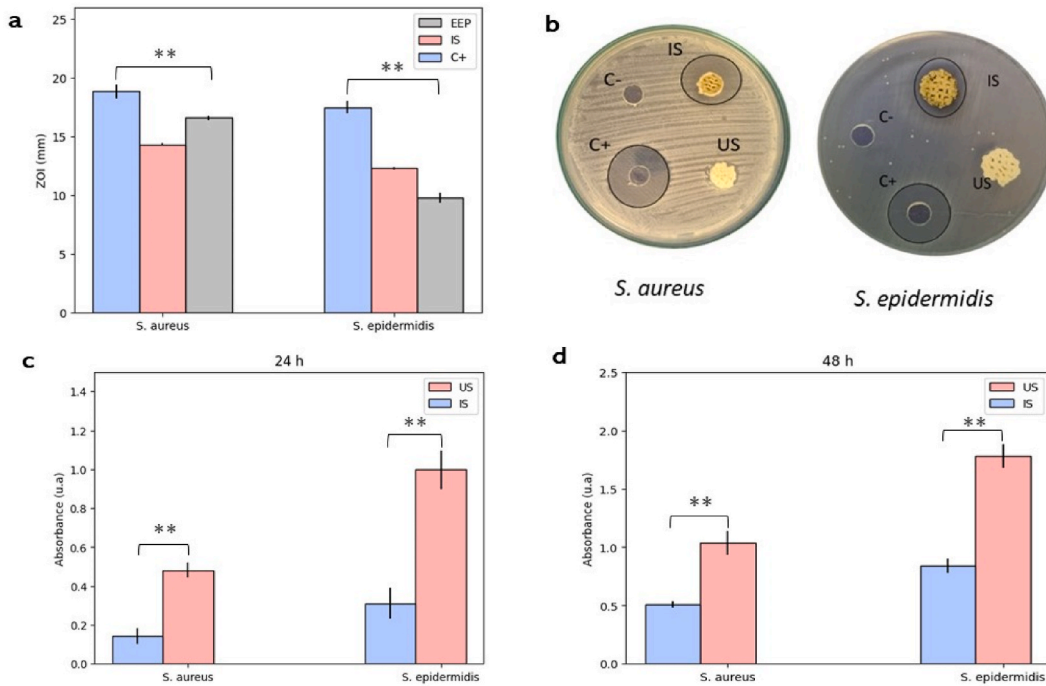 a
**
**
EEP
IS
C+
25
20
15
10
5
0
ZOI (mm)
S. aureus
S. epidermidis
b
IS
C-
C+
US
S. aureus
IS
C-
US
C+
S. epidermidis
c
24 h
US
IS
**
**
1.4
1.2
1.0
0.8
0.6
0.4
0.2
0.0
Absorbance (u.a)
S. aureus
S. epidermidis
d
48 h
US
IS
**
**
2.5
2.0
1.5
1.0
0.5
0.0
Absorbance (u.a)
S. aureus
S. epidermidis